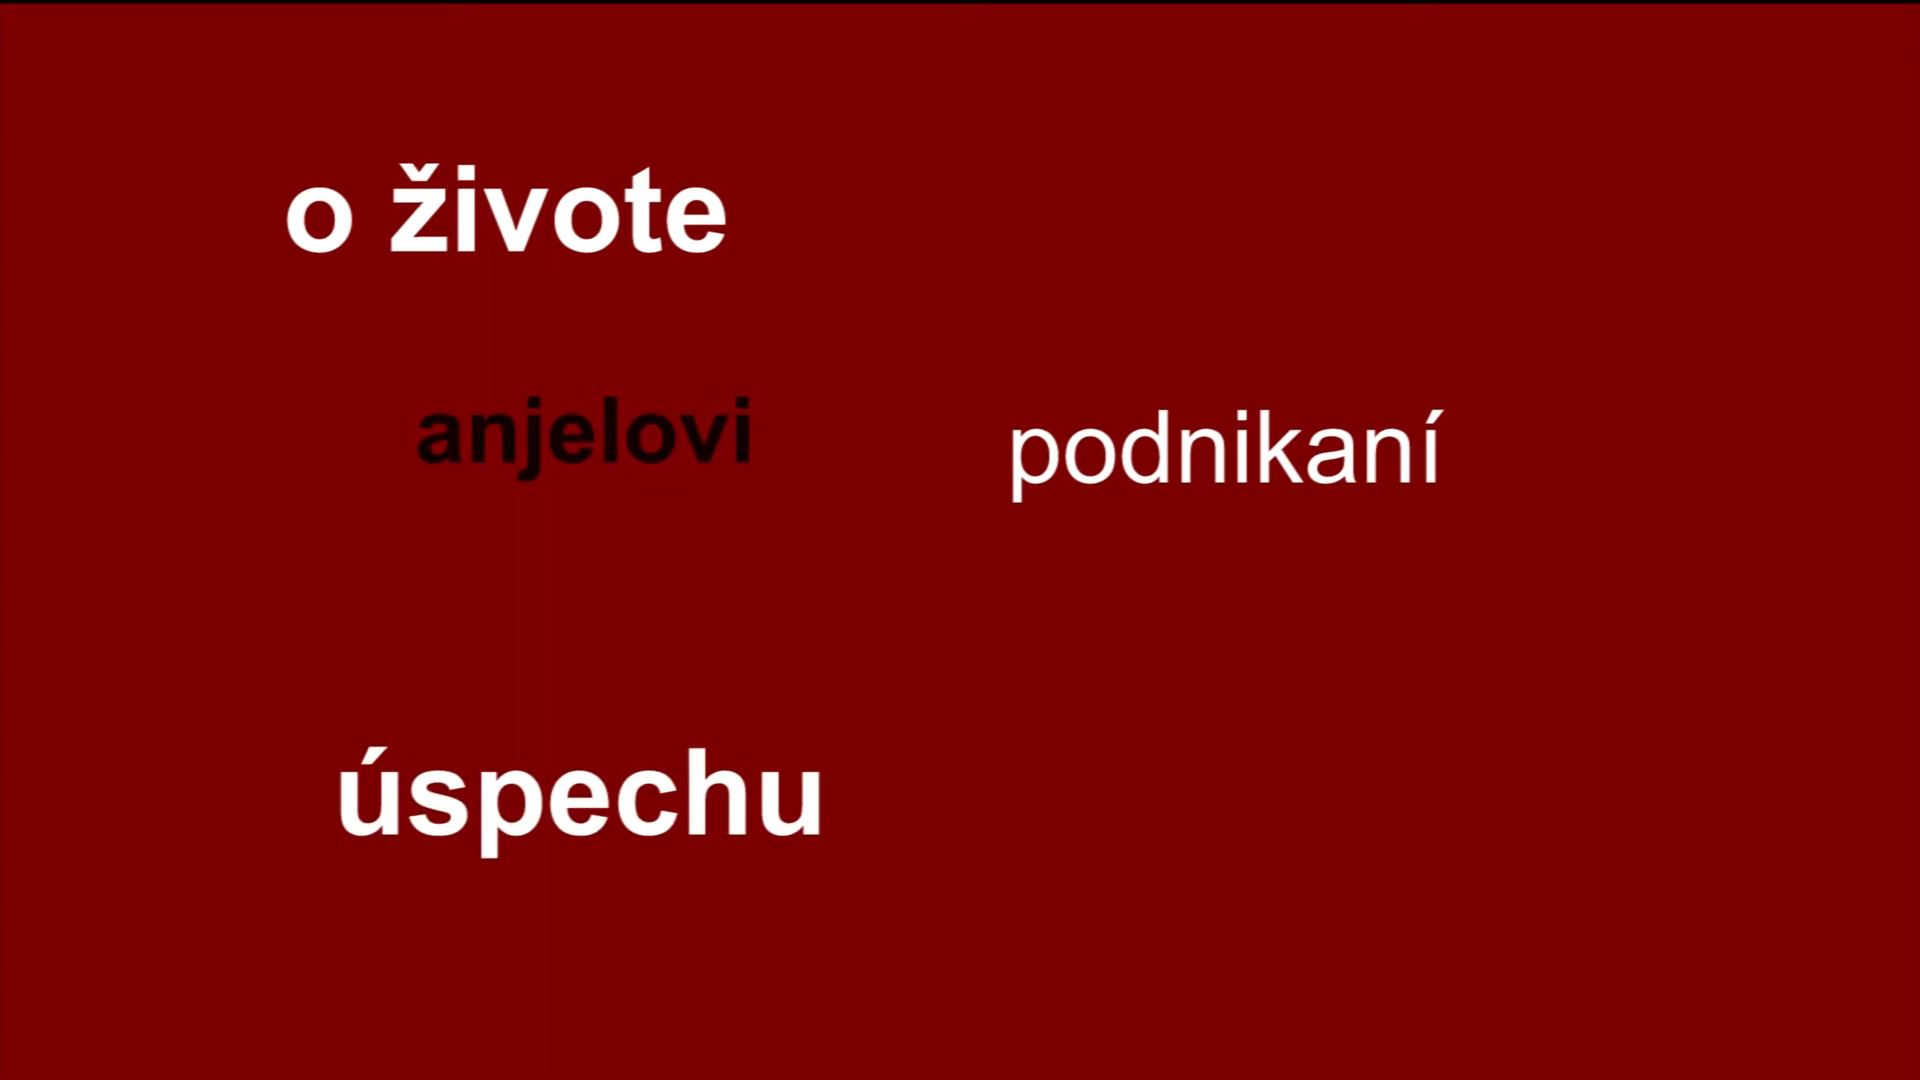 o živote
anjelovi
podnikaní
úspechu